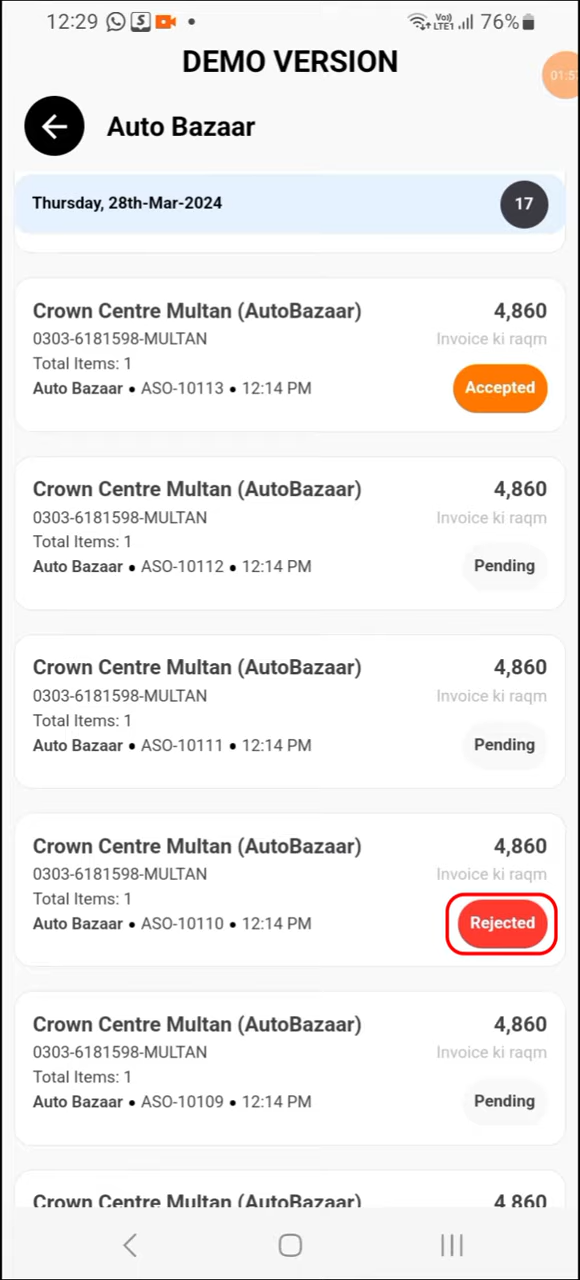 12:29 76%
Vo))
LTE1
DEMO VERSION
01:5
Auto Bazaar
Thursday, 28th-Mar-2024 17
Crown Centre Multan (AutoBazaar) 4,860
0303-6181598-MULTAN Invoice ki raqm
Total Items: 1
Auto Bazaar • ASO-10113 • 12:14 PM Accepted
Crown Centre Multan (AutoBazaar) 4,860
0303-6181598-MULTAN Invoice ki raqm
Total Items: 1
Auto Bazaar • ASO-10112 • 12:14 PM Pending
Crown Centre Multan (AutoBazaar) 4,860
0303-6181598-MULTAN Invoice ki raqm
Total Items: 1
Auto Bazaar • ASO-10111 • 12:14 PM Pending
Crown Centre Multan (AutoBazaar) 4,860
0303-6181598-MULTAN Invoice ki raqm
Total Items: 1
Auto Bazaar • ASO-10110 • 12:14 PM Rejected
Crown Centre Multan (AutoBazaar) 4,860
0303-6181598-MULTAN Invoice ki raqm
Total Items: 1
Auto Bazaar • ASO-10109 • 12:14 PM Pending
Crown Centre Multan (AutoBazaar) 4,860